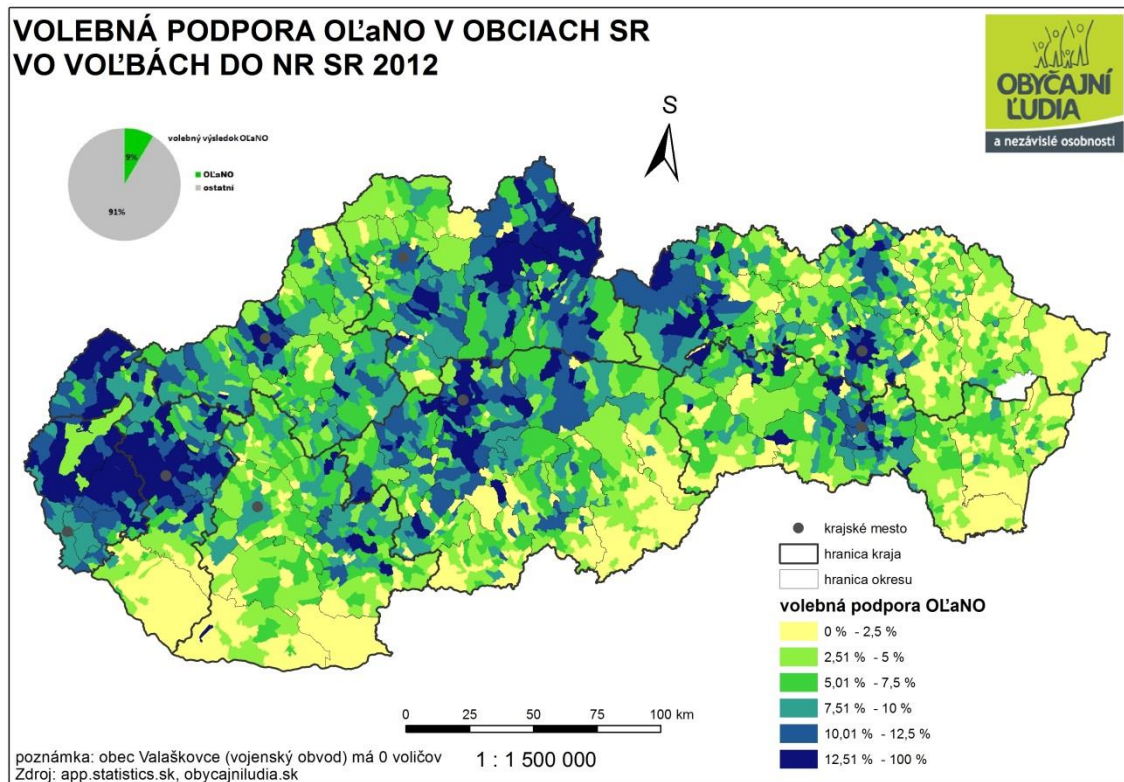 VOLEBNÁ PODPORA OĽaNO V OBCIACH SR
VO VOĽBÁCH DO NR SR 2012
OBYČAJNÍ
ĽUDIA
a nezávislé osobnosti
S
volebný výsledok OĽaNO
9%
OĽaNO
ostatní
91%
krajské mesto
hranica kraja
hranica okresu
volebná podpora OĽaNO
0 % - 2,5 %
2,51 % - 5 %
5,01 % - 7,5 %
7,51 % - 10 %
10,01 % - 12,5 %
12,51 % - 100 %
0 25 50 75 100 km
1 : 1 500 000
poznámka: obec Valaškovce (vojenský obvod) má 0 voličov
Zdroj: app.statistics.sk, obycajniludia.sk